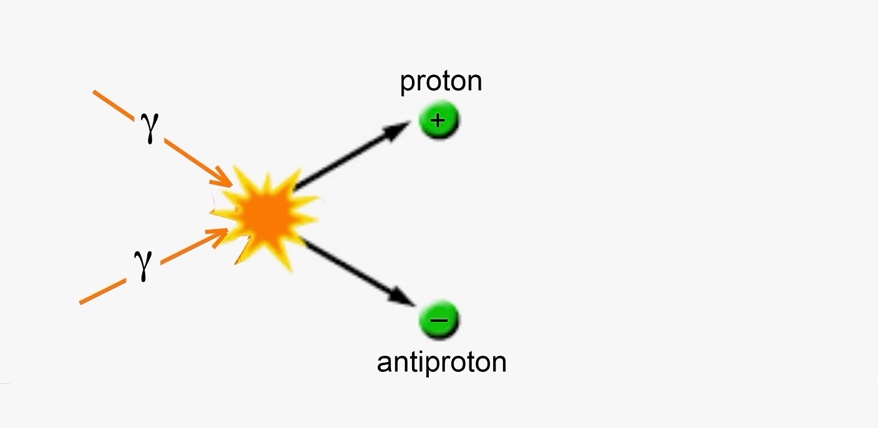 proton
γ
+
γ
−
antiproton